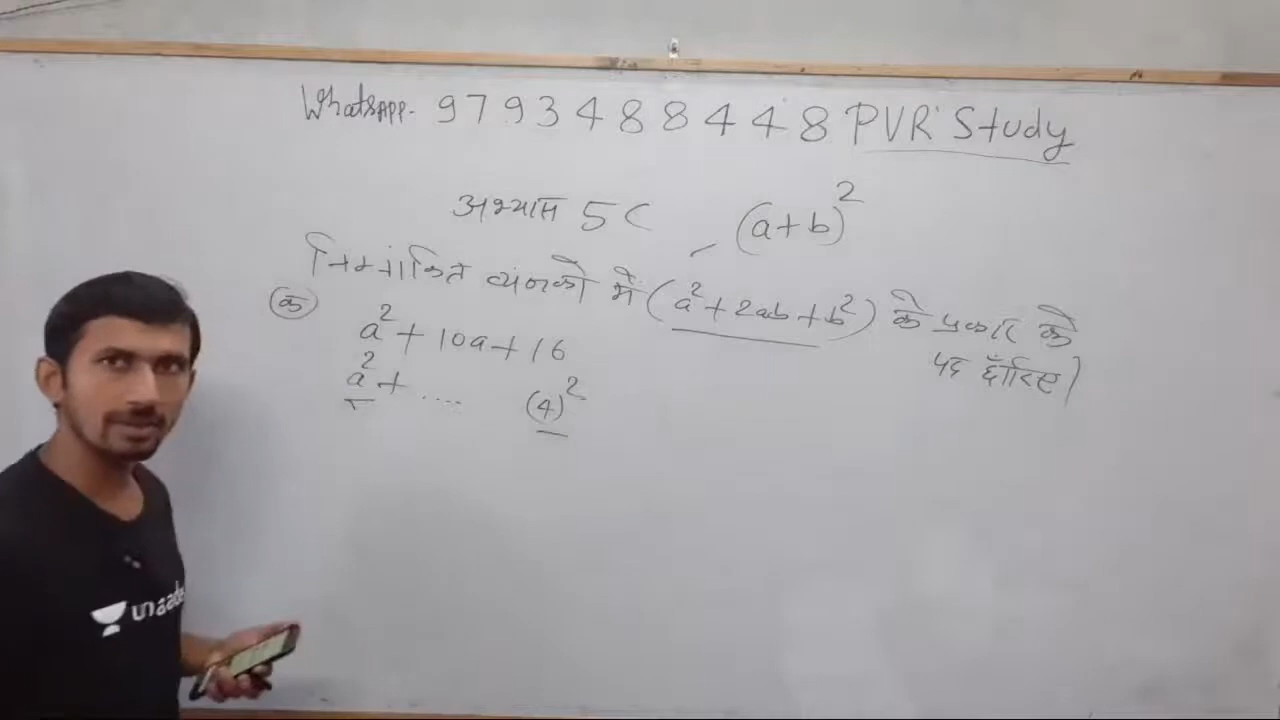 WhatsApp. 9793488448 PVR Study
अभ्यास 5C (a+b)²
निम्नांकित व्यंजको में (a²+2ab+b²) के प्रकार के
पद छाँटिए।
(क) a²+10a+16
a²+.... (4)²
unacade